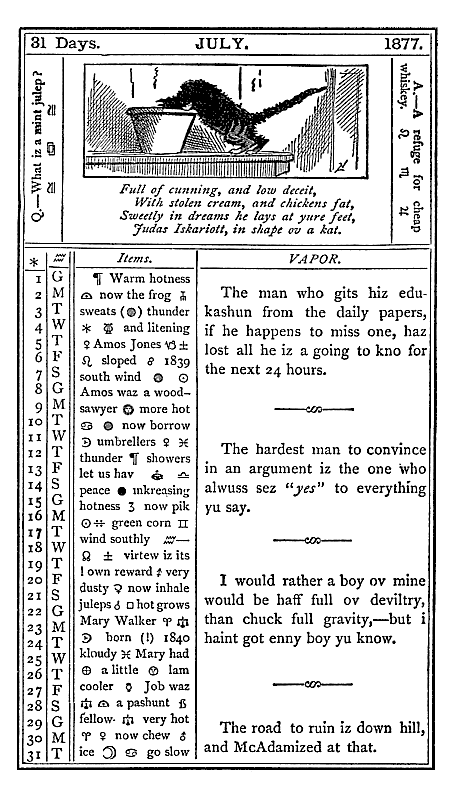 31 Days. JULY. 1877.
Q.—What iz a mint julep?
A.—A refuge for cheap
whiskey.
Full of cunning, and low deceit,
With stolen cream, and chickens fat,
Sweetly in dreams he lays at yure feet,
Judas Iskariott, in shape ov a kat.
* ♒ Items. VAPOR.
1 G ¶ Warm hotness
2 M now the frog
3 T sweats ( ) thunder
4 W * and litening
5 T ♀ Amos Jones ♑ ±
6 F ♌ sloped 1839
7 S south wind ☉
8 G Amos waz a wood-
9 M sawyer more hot
10 T ♋ now borrow
11 W umbrellers ♀ ♓
12 T thunder ¶ showers
13 F let us hav ♎
14 S peace ● inkreasing
15 G hotness 3 now pik
16 M ☉ ÷ green corn ♊
17 T wind southly ♒—
18 W ☊ ± virtew iz its
19 T ! own reward very
20 F dusty now inhale
21 S juleps ♂ □ hot grows
22 G Mary Walker ♈
23 M born (!) 1840
24 T kloudy ♓ Mary had
25 W ⊕ a little lam
26 T cooler Job waz
27 F a pashunt
28 S fellow- very hot
29 G ♈ ♀ now chew
30 M ice ♋ go slow
31 T
The man who gits hiz edu-
kashun from the daily papers,
if he happens to miss one, haz
lost all he iz a going to kno for
the next 24 hours.
The hardest man to convince
in an argument iz the one who
alwuss sez "yes" to everything
yu say.
I would rather a boy ov mine
would be haff full ov deviltry,
than chuck full gravity,—but i
haint got enny boy yu know.
The road to ruin iz down hill,
and McAdamized at that.